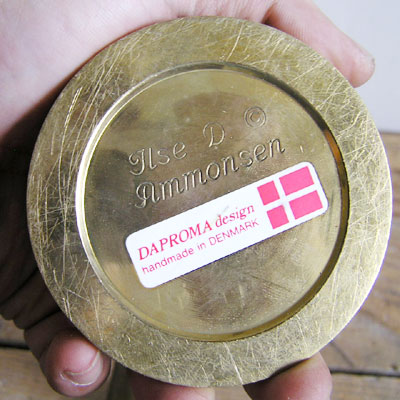 Ilse D ©
Ammonsen
DAPROMA design
handmade in DENMARK